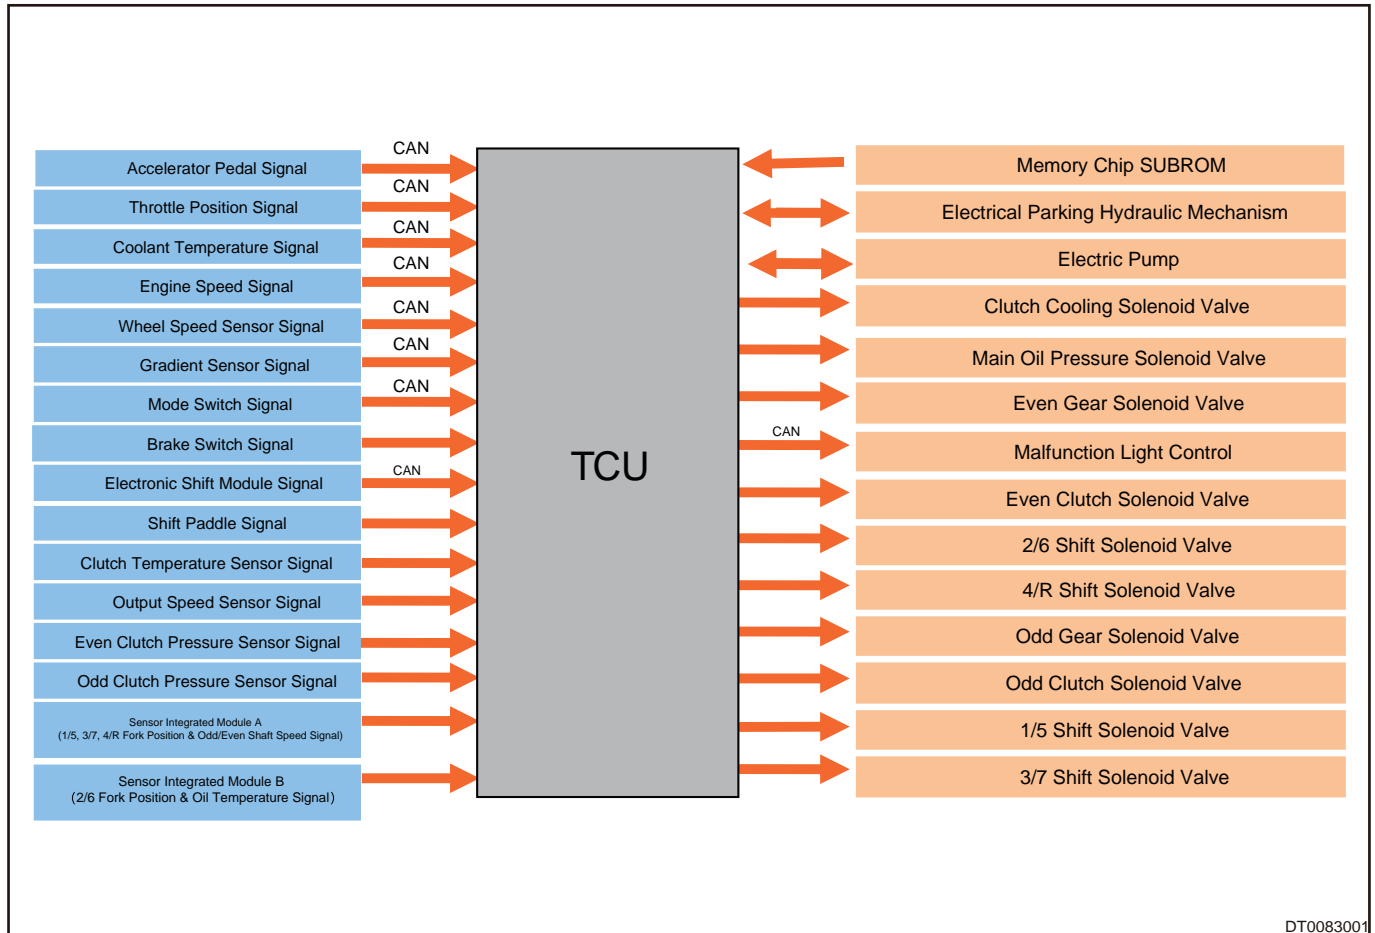 CAN
Accelerator Pedal Signal
CAN
Throttle Position Signal
CAN
Coolant Temperature Signal
CAN
Engine Speed Signal
CAN
Wheel Speed Sensor Signal
CAN
Gradient Sensor Signal
CAN
Mode Switch Signal
Brake Switch Signal
CAN
Electronic Shift Module Signal
Shift Paddle Signal
Clutch Temperature Sensor Signal
Output Speed Sensor Signal
Even Clutch Pressure Sensor Signal
Odd Clutch Pressure Sensor Signal
Sensor Integrated Module A
(1/5, 3/7, 4/R Fork Position & Odd/Even Shaft Speed Signal)
Sensor Integrated Module B
(2/6 Fork Position & Oil Temperature Signal)
TCU
Memory Chip SUBROM
Electrical Parking Hydraulic Mechanism
Electric Pump
Clutch Cooling Solenoid Valve
Main Oil Pressure Solenoid Valve
Even Gear Solenoid Valve
CAN
Malfunction Light Control
Even Clutch Solenoid Valve
2/6 Shift Solenoid Valve
4/R Shift Solenoid Valve
Odd Gear Solenoid Valve
Odd Clutch Solenoid Valve
1/5 Shift Solenoid Valve
3/7 Shift Solenoid Valve
DT0083001